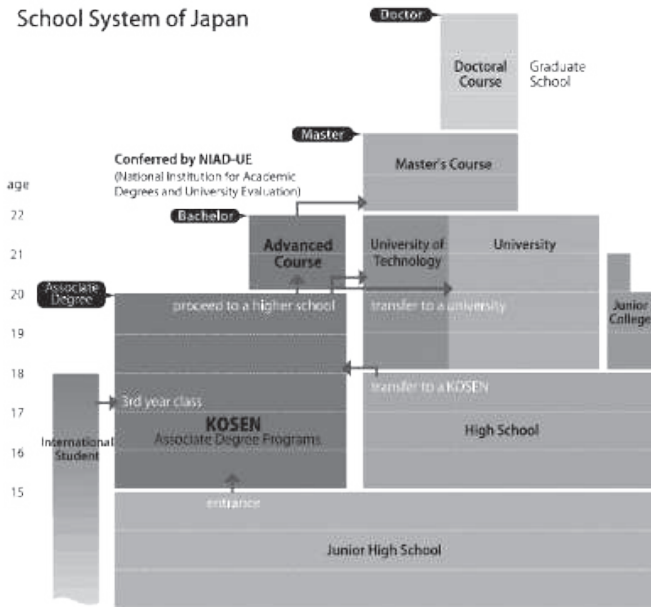 School System of Japan
Doctor
Doctoral
Course
Graduate
School
Master
Master's Course
Conferred by NIAD-UE
(National Institution for Academic
Degrees and University Evaluation)
age
22
21
20
19
18
17
16
15
Bachelor
Advanced
Course
University of
Technology
University
Associate
Degree
proceed to a higher school
transfer to a university
Junior
College
transfer to a KOSEN
3rd year class
KOSEN
Associate Degree Programs
High School
International
Student
entrance
Junior High School